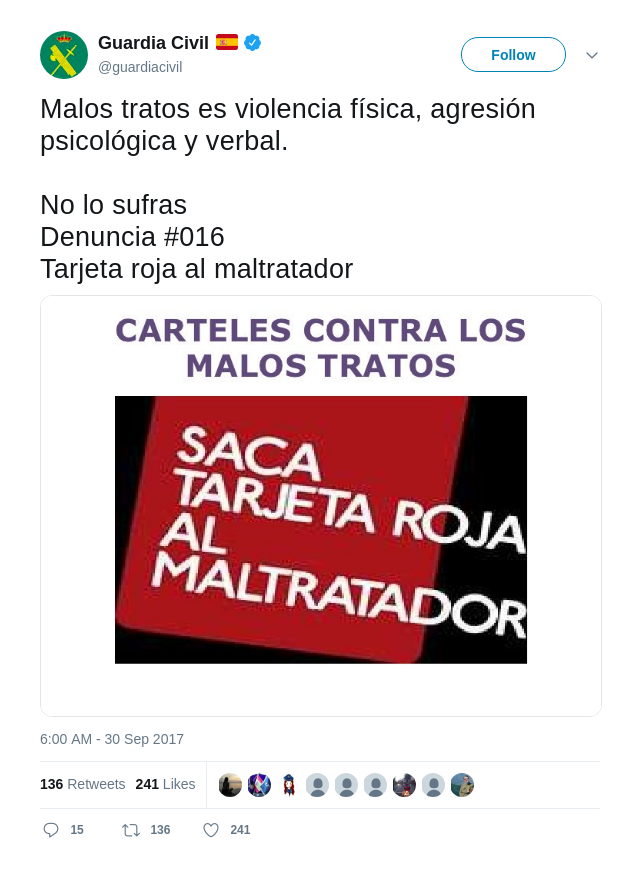 Guardia Civil
@guardiacivil
Follow
Malos tratos es violencia física, agresión
psicológica y verbal.
No lo sufras
Denuncia #016
Tarjeta roja al maltratador
CARTELES CONTRA LOS
MALOS TRATOS
SACA
TARJETA ROJA
AL
MALTRATADOR
6:00 AM - 30 Sep 2017
136 Retweets 241 Likes
15 136 241